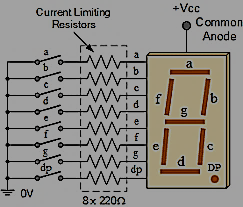 Current Limiting
Resistors
+Vcc
Common
Anode
a
b
c
d
e
f
g
dp
a
b
c
d
e
f
g
dp
a
f
b
g
e
c
d
DP
0V
8 x 220Ω